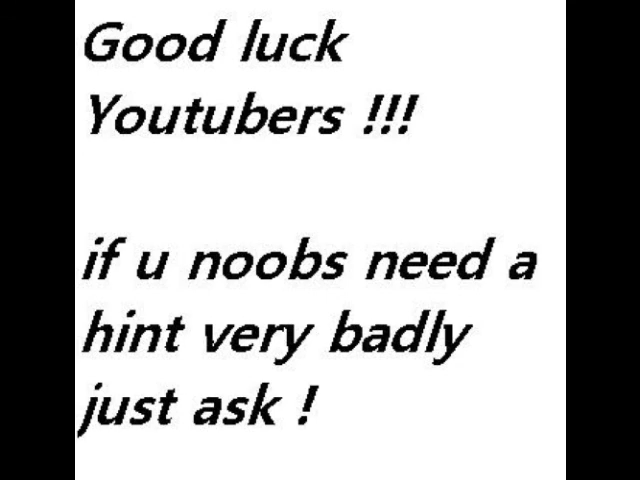 Good luck
Youtubers !!!
if u noobs need a
hint very badly
just ask !